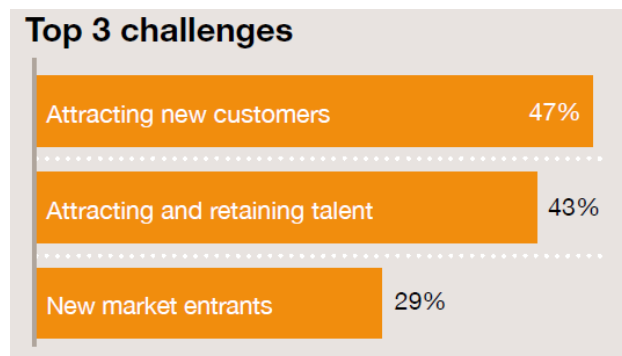 Top 3 challenges
Attracting new customers 47%
Attracting and retaining talent 43%
New market entrants 29%